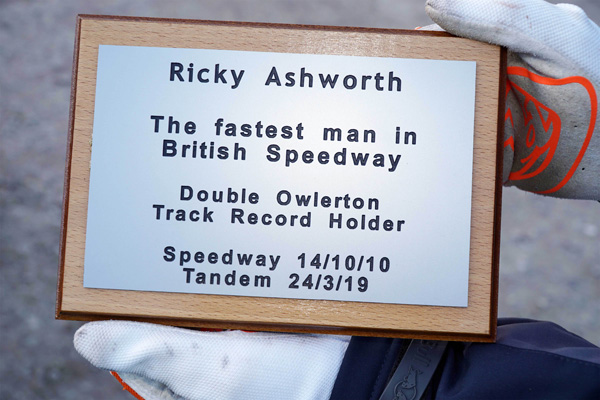 Ricky Ashworth
The fastest man in
British Speedway
Double Owlerton
Track Record Holder
Speedway 14/10/10
Tandem 24/3/19